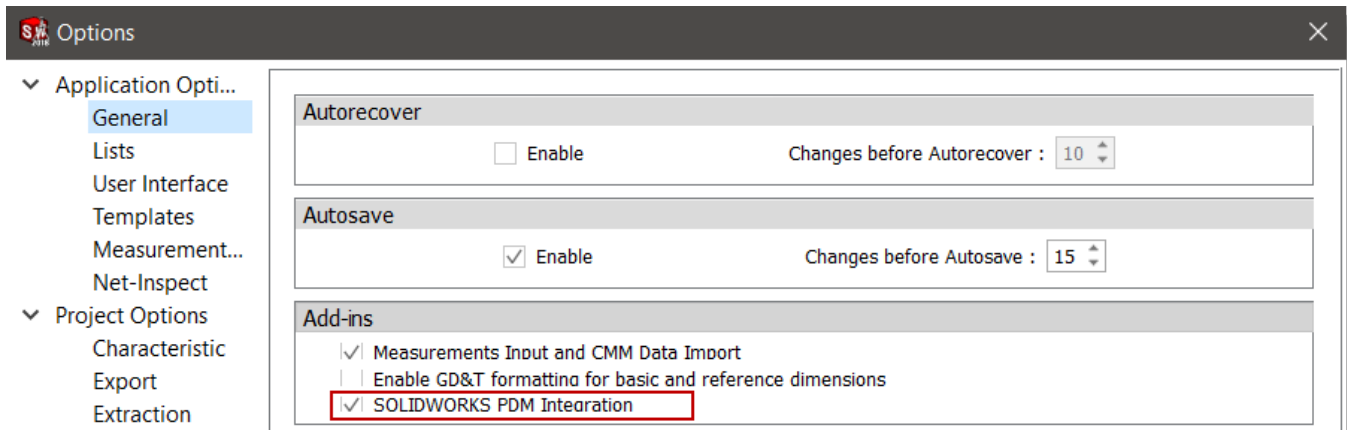 Options
Application Opti...
General
Lists
User Interface
Templates
Measurement...
Net-Inspect
Project Options
Characteristic
Export
Extraction
Autorecover
Enable Changes before Autorecover : 10
Autosave
Enable Changes before Autosave : 15
Add-ins
Measurements Input and CMM Data Import
Enable GD&T formatting for basic and reference dimensions
SOLIDWORKS PDM Integration